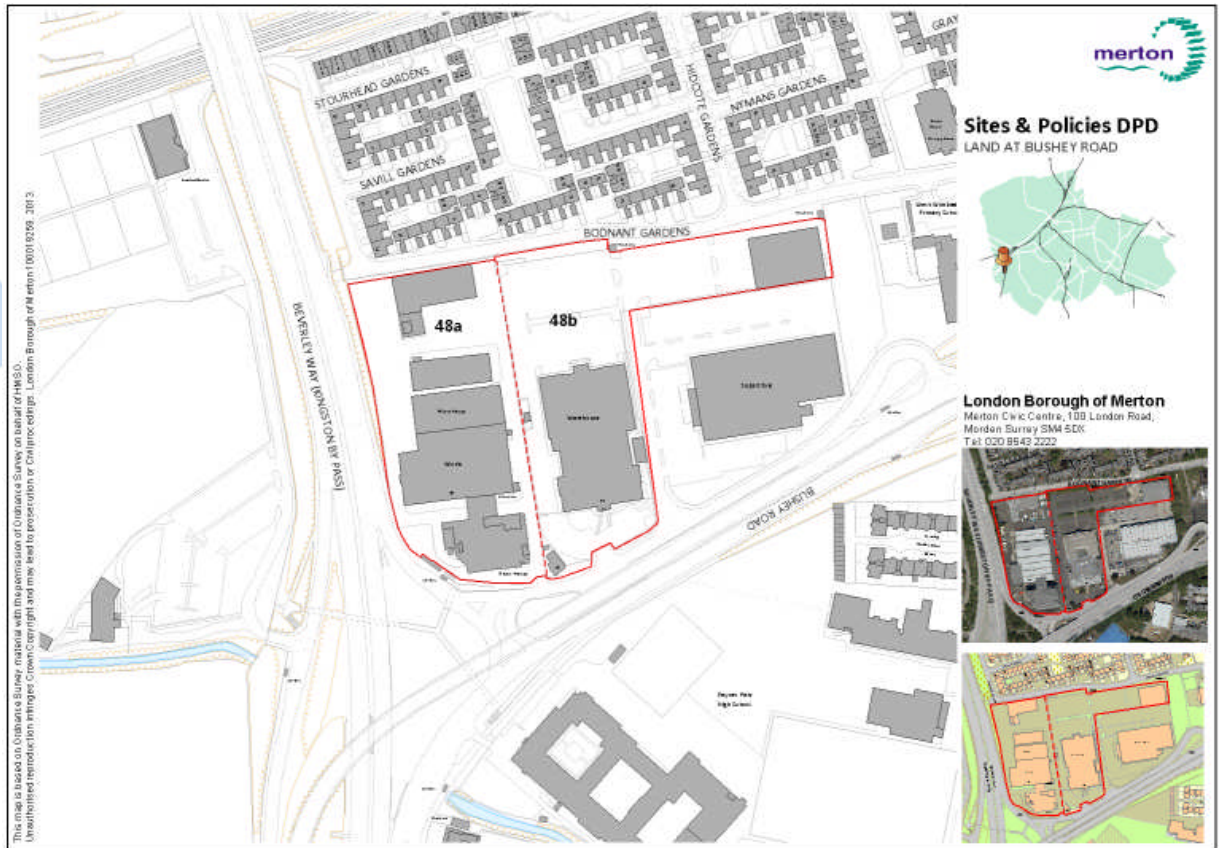 merton
Sites & Policies DPD
LAND AT BUSHEY ROAD
London Borough of Merton
Merton Civic Centre, 100 London Road,
Morden Surrey SM4 5DX
Tel: 020 8543 2222
STOURHEAD GARDENS
HIDCOTE GARDENS
NYMANS GARDENS
SAVILL GARDENS
BODNANT GARDENS
48a
48b
Warehouse
Works
BEVERLEY WAY (KINGSTON BY PASS)
BUSHEY ROAD
High School
This map is based on Ordnance Survey material with the permission of Ordnance Survey on behalf of HMSO.
Unauthorised reproduction infringes Crown Copyright and may lead to prosecution or Civil proceedings. London Borough of Merton 100019259. 2013.